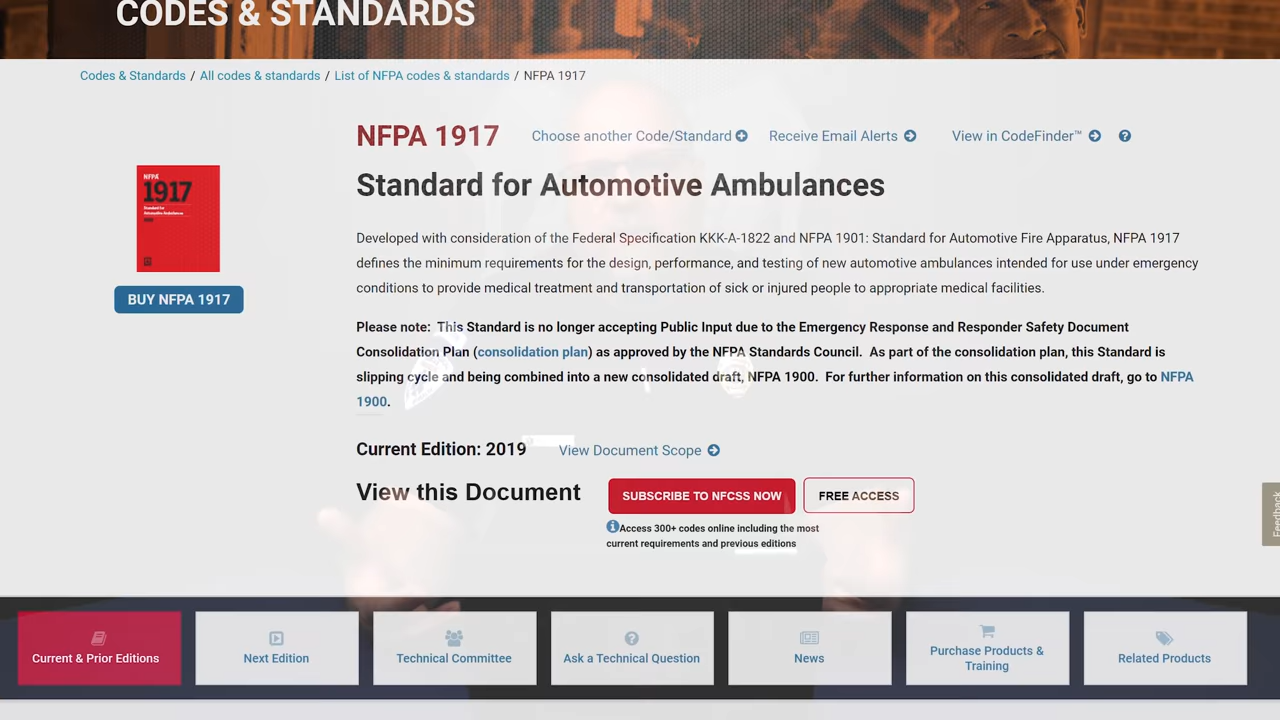 CODES & STANDARDS
Codes & Standards / All codes & standards / List of NFPA codes & standards / NFPA 1917
NFPA 1917 Choose another Code/Standard Receive Email Alerts View in CodeFinder™
NFPA
1917
Standard for
Automotive Ambulances
BUY NFPA 1917
Standard for Automotive Ambulances
Developed with consideration of the Federal Specification KKK-A-1822 and NFPA 1901: Standard for Automotive Fire Apparatus, NFPA 1917
defines the minimum requirements for the design, performance, and testing of new automotive ambulances intended for use under emergency
conditions to provide medical treatment and transportation of sick or injured people to appropriate medical facilities.
Please note: This Standard is no longer accepting Public Input due to the Emergency Response and Responder Safety Document
Consolidation Plan (consolidation plan) as approved by the NFPA Standards Council. As part of the consolidation plan, this Standard is
slipping cycle and being combined into a new consolidated draft, NFPA 1900. For further information on this consolidated draft, go to NFPA
1900.
Current Edition: 2019 View Document Scope
View this Document SUBSCRIBE TO NFCSS NOW FREE ACCESS
Access 300+ codes online including the most
current requirements and previous editions
Feedback
Current & Prior Editions
Next Edition
Technical Committee
Ask a Technical Question
News
Purchase Products &
Training
Related Products